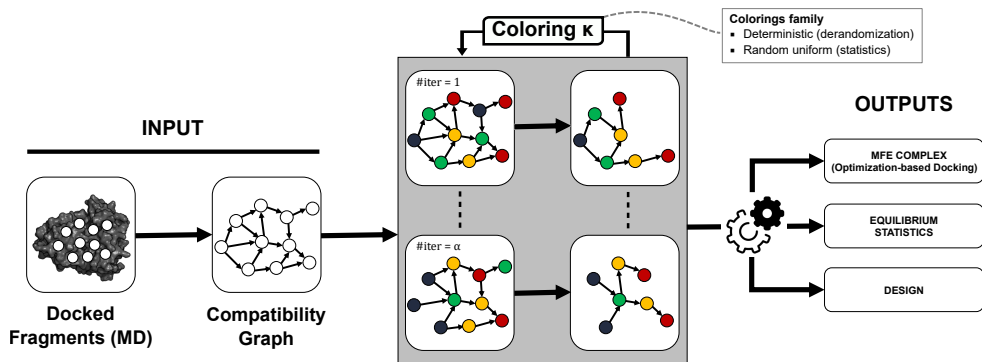 Coloring κ
Colorings family
▪ Deterministic (derandomization)
▪ Random uniform (statistics)
INPUT
#iter = 1
#iter = α
Docked
Fragments (MD)
Compatibility
Graph
OUTPUTS
MFE COMPLEX
(Optimization-based Docking)
EQUILIBRIUM
STATISTICS
DESIGN